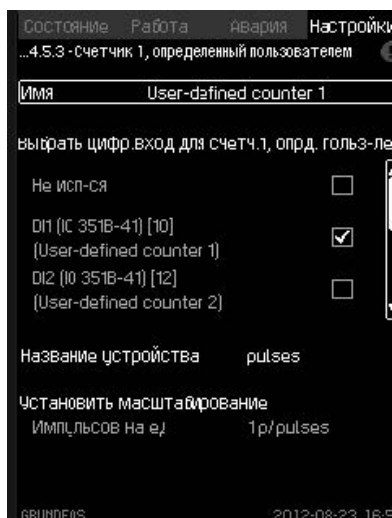 Состояние Работа Авария Настройки
...4.5.3 - Счетчик 1, определенный пользователем
Имя User-defined counter 1
Выбрать цифр.вход для счетч.1, опрд. польз-ле
Не исп-ся
DI1 (IO 351B-41) [10]
(User-defined counter 1)
DI2 (IO 351B-41) [12]
(User-defined counter 2)
Название устройства pulses
Установить масштабирование
Импульсов на ед 1p/pulses
GRUNDFOS 2012-08-23 16:5